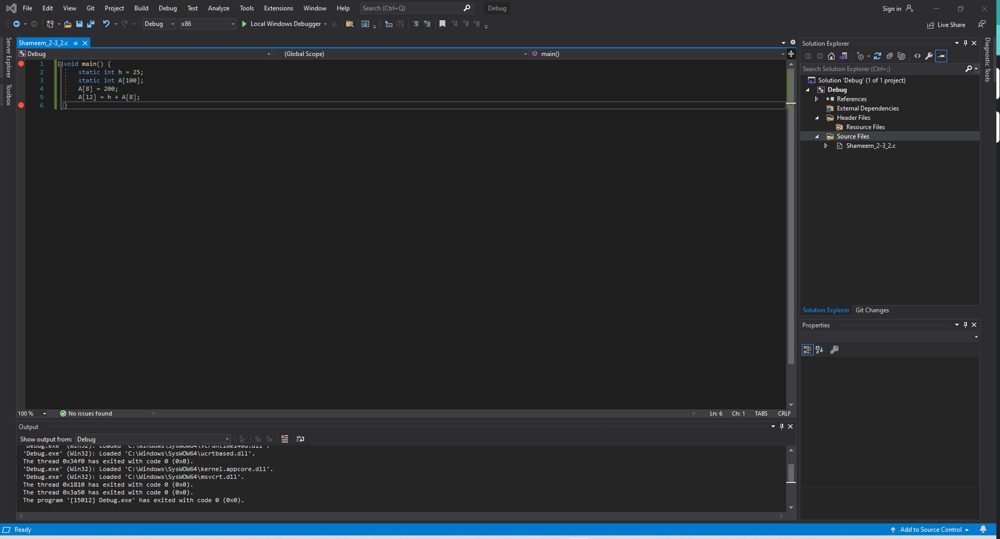 File Edit View Git Project Build Debug Test Analyze Tools Extensions Window Help Search (Ctrl+Q) Debug Sign in
Debug x86 Local Windows Debugger Live Share
Server Explorer
Toolbox
Shameem_2-3_2.c
Debug (Global Scope) main()
1 void main() {
2 static int h = 25;
3 static int A[100];
4 A[8] = 200;
5 A[12] = h + A[8];
6 }
100 % No issues found Ln: 6 Ch: 1 TABS CRLF
Output
Show output from: Debug
'Debug.exe' (Win32): Loaded 'C:\Windows\SysWOW64\vcruntime140d.dll'.
'Debug.exe' (Win32): Loaded 'C:\Windows\SysWOW64\ucrtbased.dll'.
The thread 0x34f0 has exited with code 0 (0x0).
'Debug.exe' (Win32): Loaded 'C:\Windows\SysWOW64\kernel.appcore.dll'.
'Debug.exe' (Win32): Loaded 'C:\Windows\SysWOW64\msvcrt.dll'.
The thread 0x1810 has exited with code 0 (0x0).
The thread 0x3a50 has exited with code 0 (0x0).
The program '[15012] Debug.exe' has exited with code 0 (0x0).
Solution Explorer
Search Solution Explorer (Ctrl+;)
Solution 'Debug' (1 of 1 project)
Debug
References
External Dependencies
Header Files
Resource Files
Source Files
Shameem_2-3_2.c
Solution Explorer Git Changes
Properties
Diagnostic Tools
Ready Add to Source Control